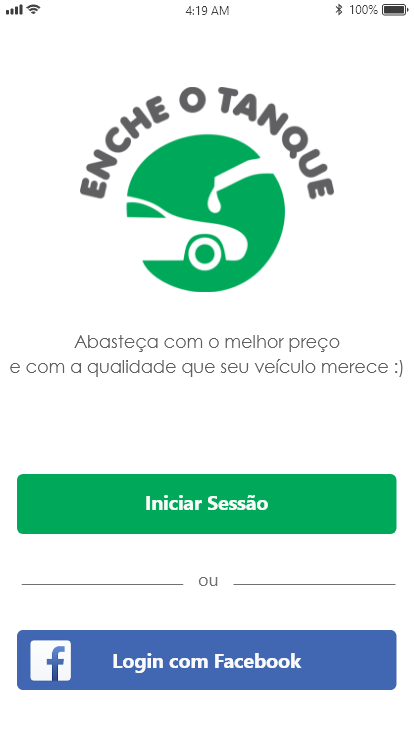 4:19 AM
100%
ENCHE O TANQUE
Abasteça com o melhor preço
e com a qualidade que seu veículo merece :)
Iniciar Sessão
ou
f
Login com Facebook